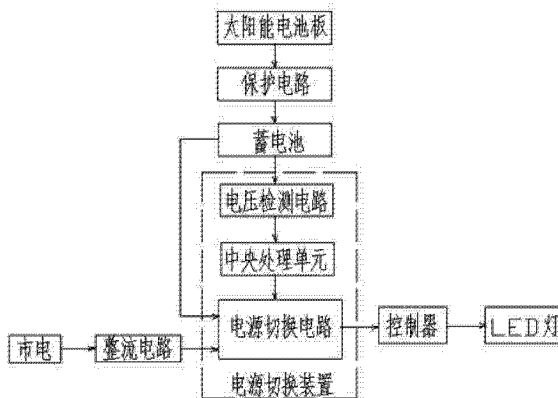 太阳能电池板
保护电路
蓄电池
电压检测电路
中央处理单元
电源切换电路
控制器
LED灯
市电
整流电路
电源切换装置